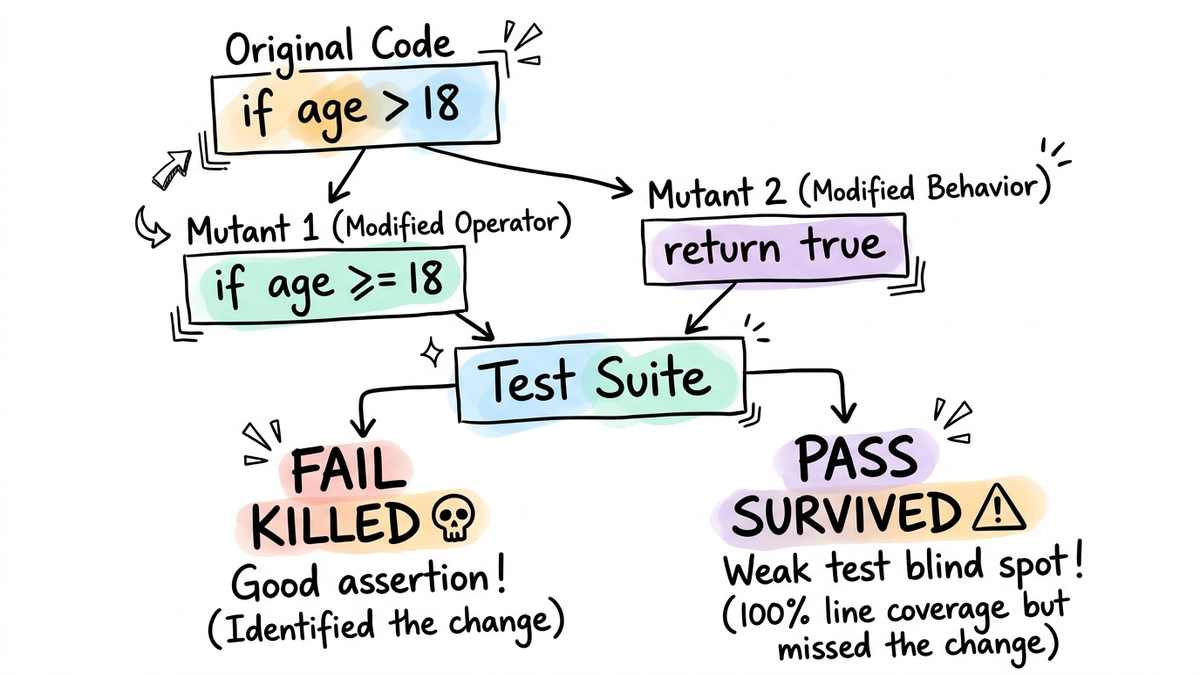 Original Code
if age > 18
Mutant 1 (Modified Operator)
if age >= 18
Mutant 2 (Modified Behavior)
return true
Test Suite
FAIL
KILLED
Good assertion!
(Identified the change)
PASS
SURVIVED
Weak test blind spot!
(100% line coverage but
missed the change)